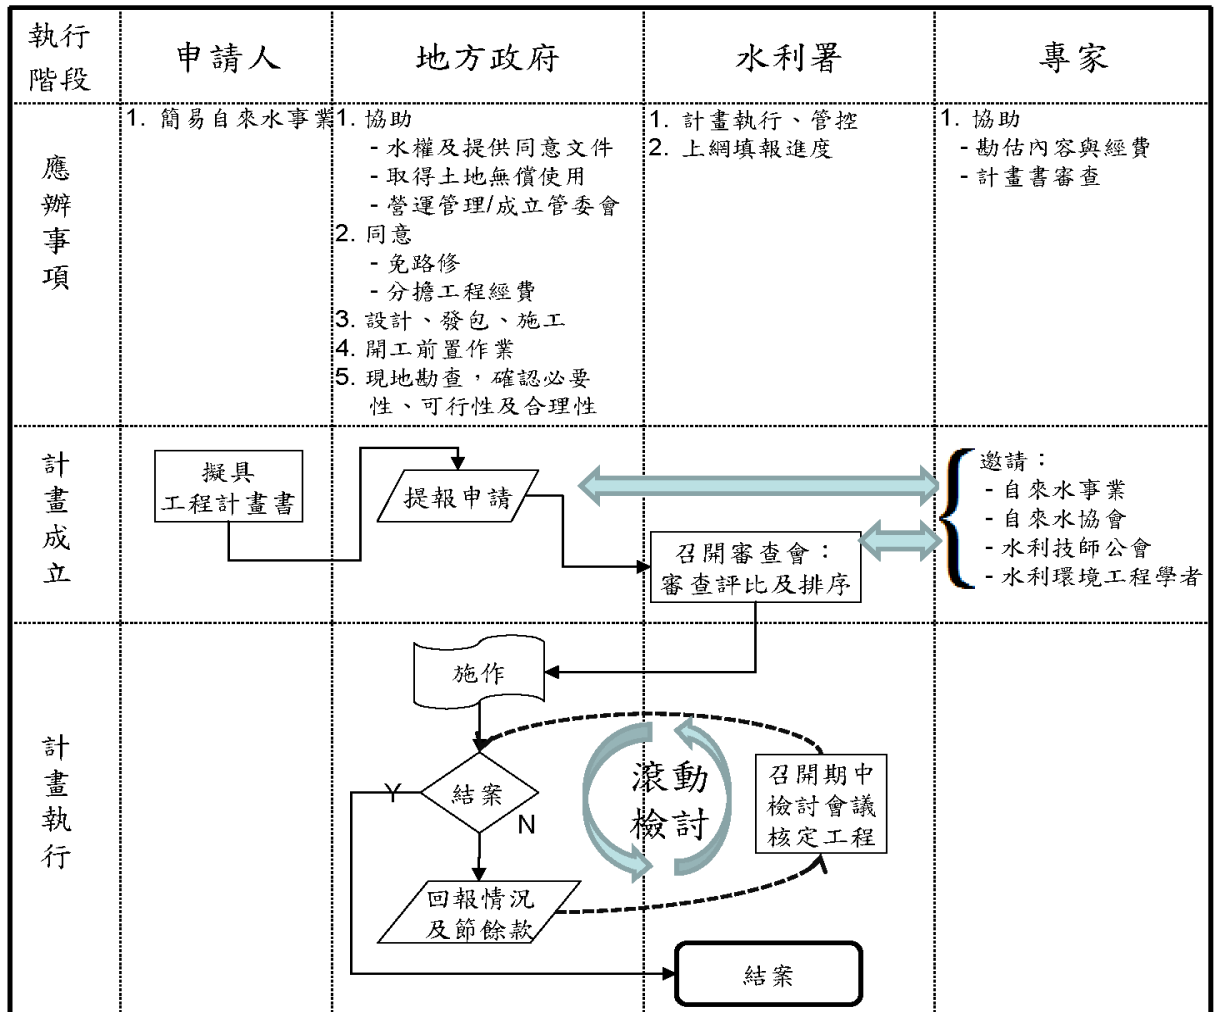 執行
階段
申請人
地方政府
水利署
專家
應
辦
事
項
1. 簡易自來水事業
1. 協助
- 水權及提供同意文件
- 取得土地無償使用
- 營運管理/成立管委會
2. 同意
- 免路修
- 分擔工程經費
3. 設計、發包、施工
4. 開工前置作業
5. 現地勘查，確認必要
性、可行性及合理性
1. 計畫執行、管控
2. 上網填報進度
1. 協助
- 勘估內容與經費
- 計畫書審查
計
畫
成
立
擬具
工程計畫書
提報申請
召開審查會：
審查評比及排序
邀請：
- 自來水事業
- 自來水協會
- 水利技師公會
- 水利環境工程學者
計
畫
執
行
施作
結案
Y
N
回報情況
及節餘款
滾動
檢討
召開期中
檢討會議
核定工程
結案